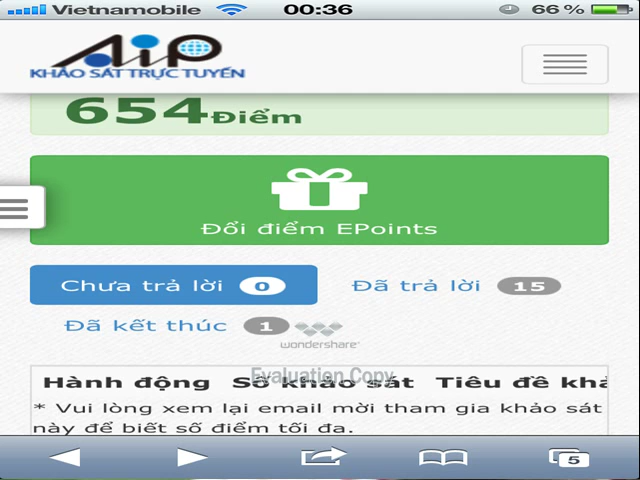 Vietnamobile 00:36 66 %
AiP
KHẢO SÁT TRỰC TUYẾN
654 Điểm
Đổi điểm EPoints
Chưa trả lời 0 Đã trả lời 15
Đã kết thúc 1
wondershare
Evaluation Copy
Hành động Số khảo sát Tiêu đề khả
* Vui lòng xem lại email mời tham gia khảo sát
này để biết số điểm tối đa.
5